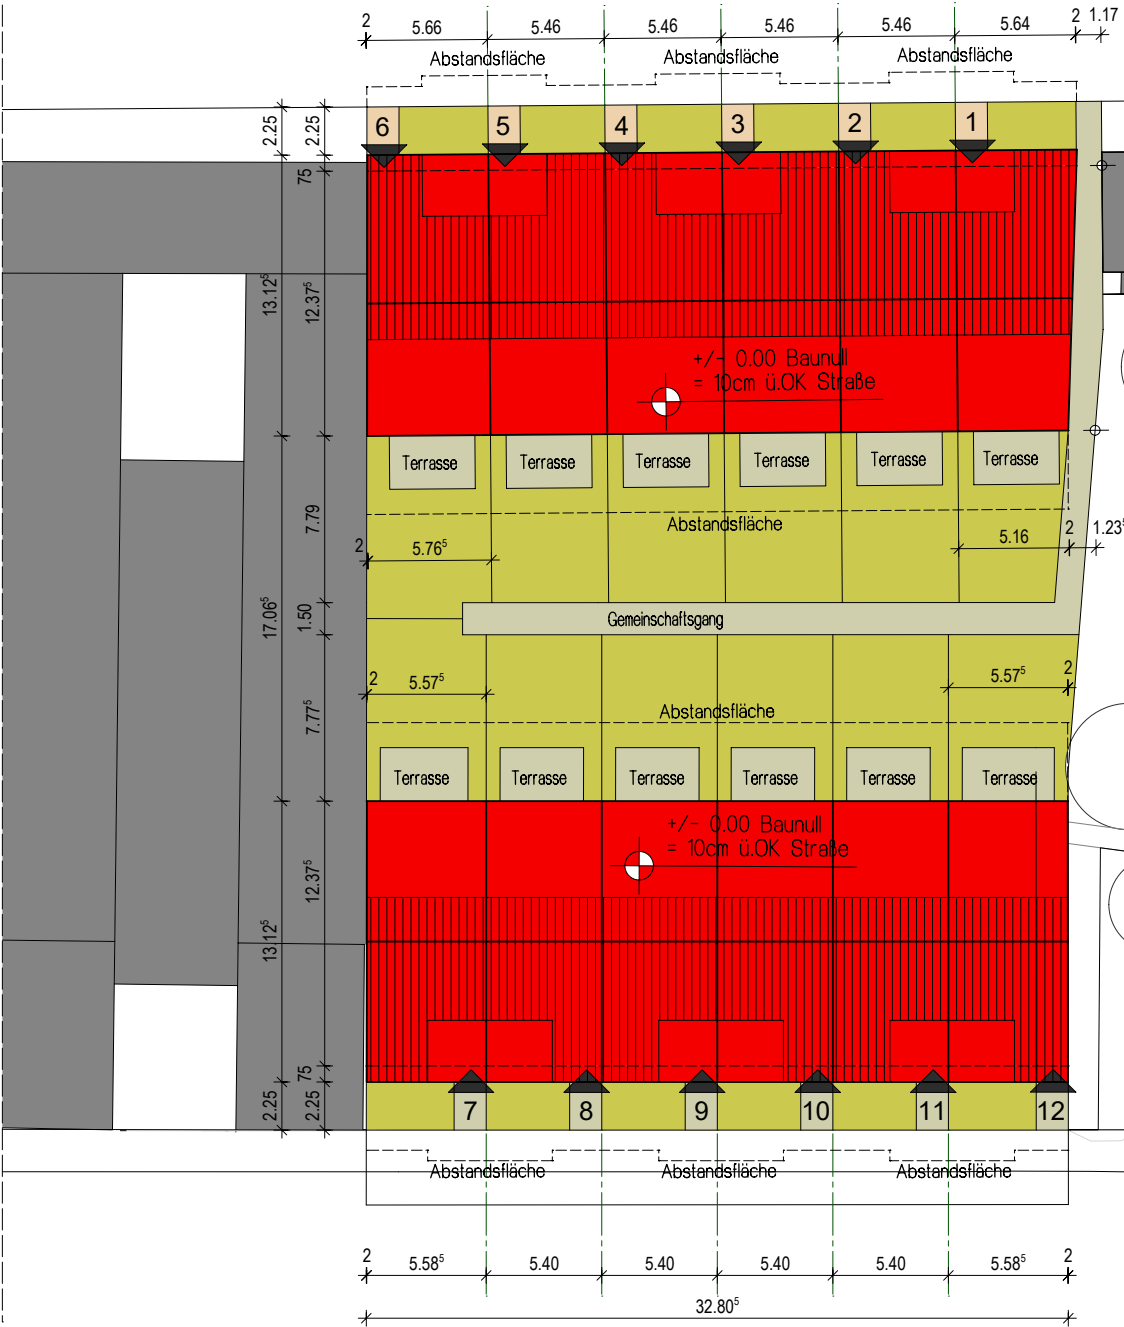 2 5.66 5.46 5.46 5.46 5.64 2 1.17
Abstandsfläche Abstandsfläche Abstandsfläche
2.25 2.25
6 5 4 3 2 1
75
13.12⁵ 12.37⁵
+/- 0.00 Baunull
= 10cm ü.OK Straße
Terrasse Terrasse Terrasse Terrasse Terrasse Terrasse
7.79
Abstandsfläche
2 5.76⁵ 5.16 2 1.23⁵
17.06⁵ 1.50
Gemeinschaftsgang
2 5.57⁵ 5.57⁵ 2
7.77⁵
Abstandsfläche
Terrasse Terrasse Terrasse Terrasse Terrasse Terrasse
+/- 0.00 Baunull
= 10cm ü.OK Straße
12.37⁵
13.12⁵
75
2.25 2.25
7 8 9 10 11 12
Abstandsfläche Abstandsfläche Abstandsfläche
2 5.58⁵ 5.40 5.40 5.40 5.40 5.58⁵ 2
32.80⁵